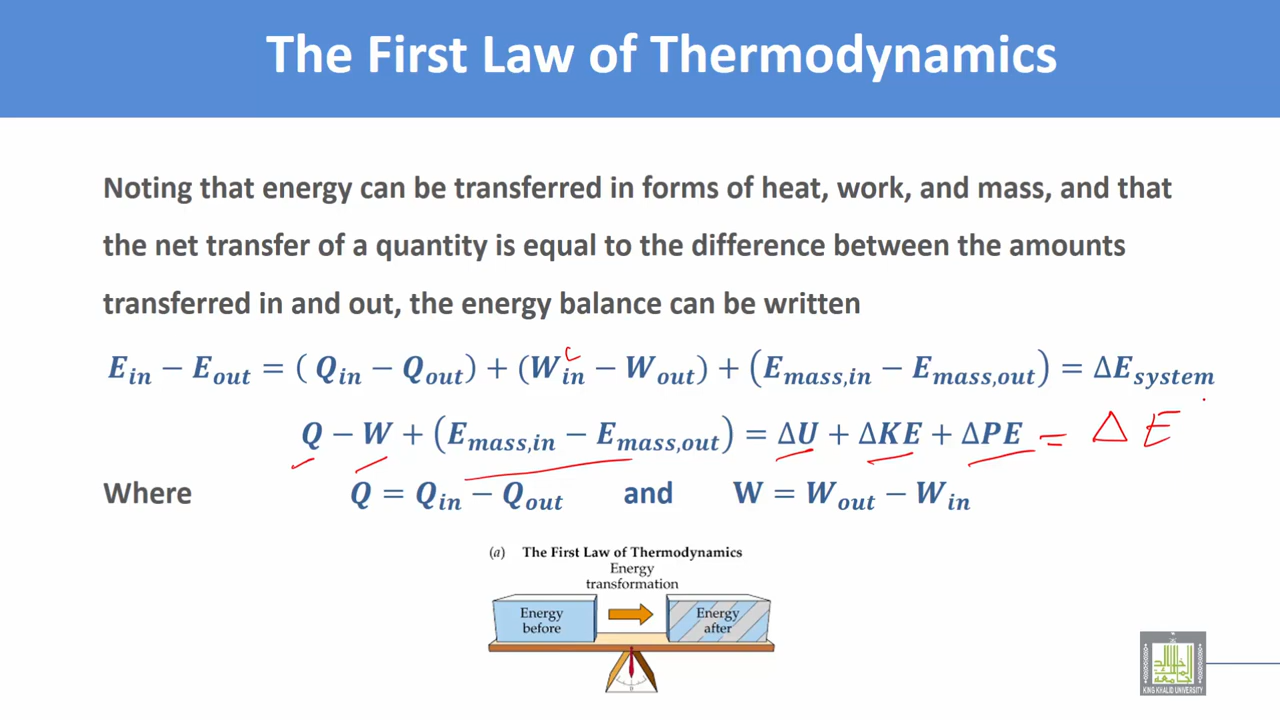 The First Law of Thermodynamics
Noting that energy can be transferred in forms of heat, work, and mass, and that
the net transfer of a quantity is equal to the difference between the amounts
transferred in and out, the energy balance can be written
E_in − E_out = ( Q_in − Q_out) + (W_in − W_out) + (E_mass,in − E_mass,out) = ΔE_system
Q − W + (E_mass,in − E_mass,out) = ΔU + ΔKE + ΔPE = Δ E
Where Q = Q_in − Q_out and W = W_out − W_in
(a) The First Law of Thermodynamics
Energy
transformation
Energy
before
Energy
after
KING KHALID UNIVERSITY